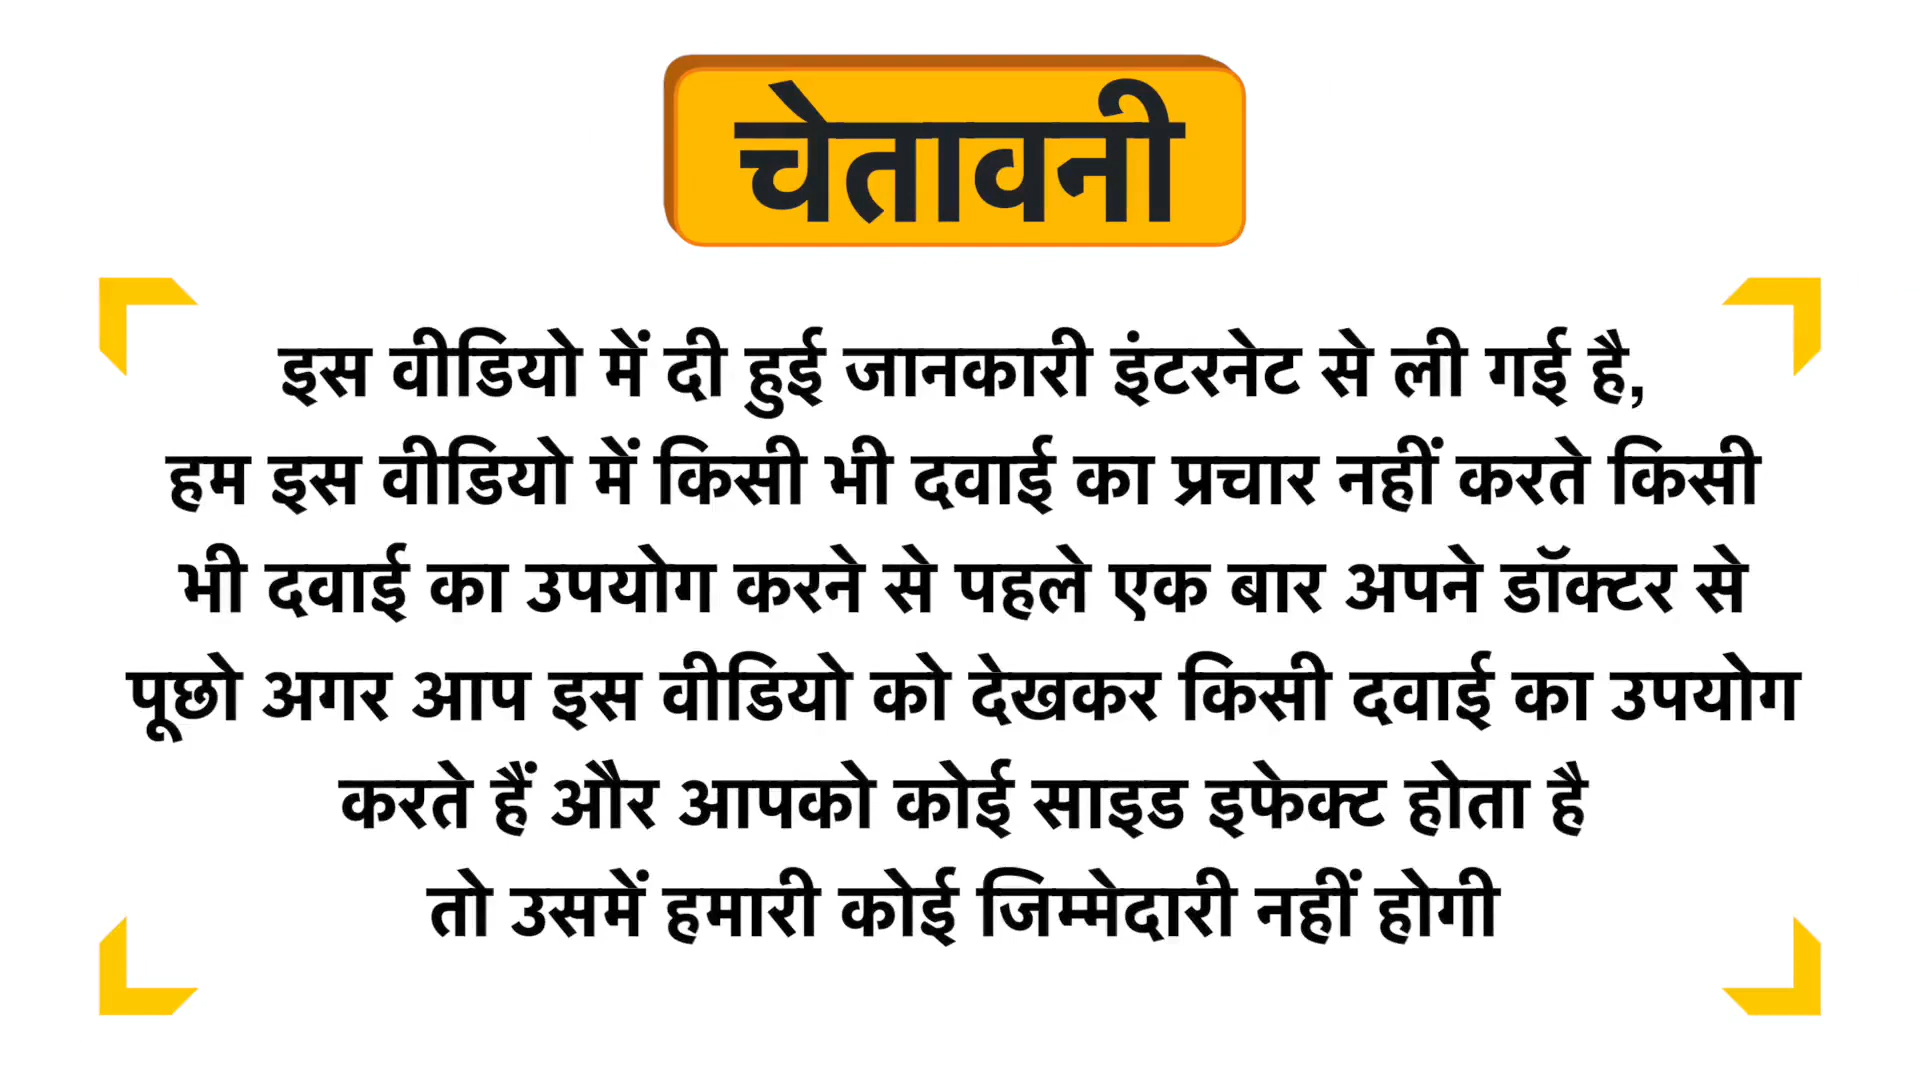 चेतावनी
इस वीडियो में दी हुई जानकारी इंटरनेट से ली गई है,
हम इस वीडियो में किसी भी दवाई का प्रचार नहीं करते किसी
भी दवाई का उपयोग करने से पहले एक बार अपने डॉक्टर से
पूछो अगर आप इस वीडियो को देखकर किसी दवाई का उपयोग
करते हैं और आपको कोई साइड इफेक्ट होता है
तो उसमें हमारी कोई जिम्मेदारी नहीं होगी